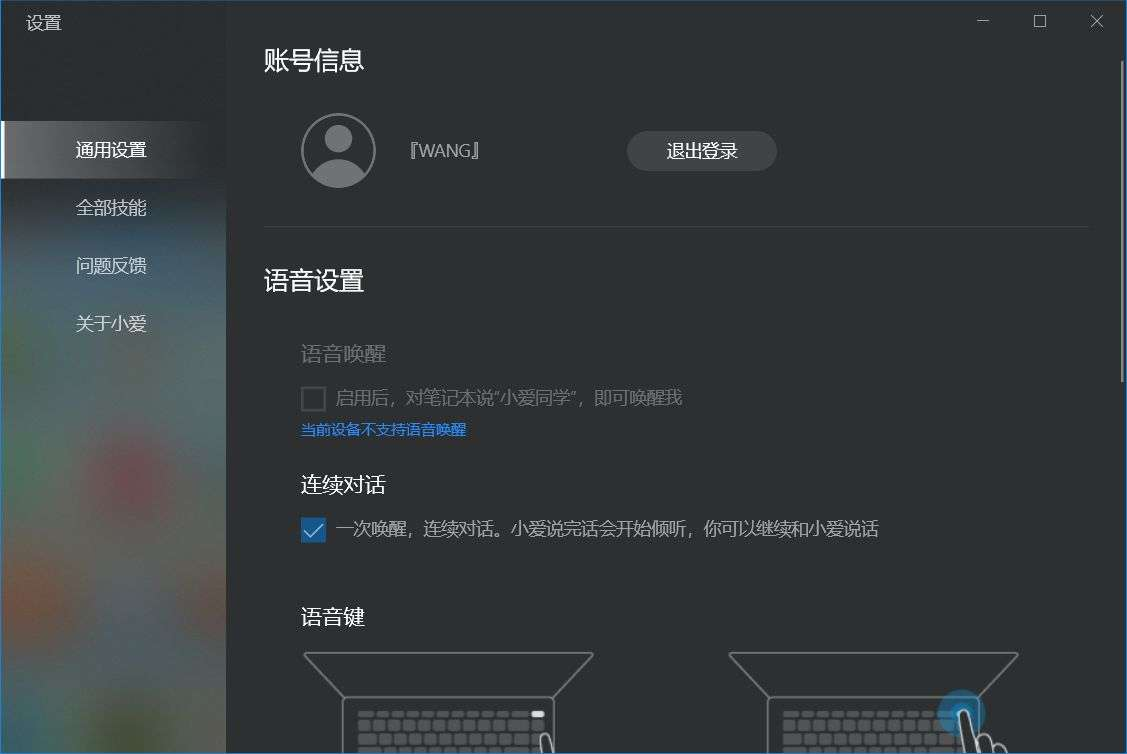 设置
账号信息
『WANG』
退出登录
通用设置
全部技能
问题反馈
关于小爱
语音设置
语音唤醒
启用后，对笔记本说“小爱同学”，即可唤醒我
当前设备不支持语音唤醒
连续对话
一次唤醒，连续对话。小爱说完话会开始倾听，你可以继续和小爱说话
语音键